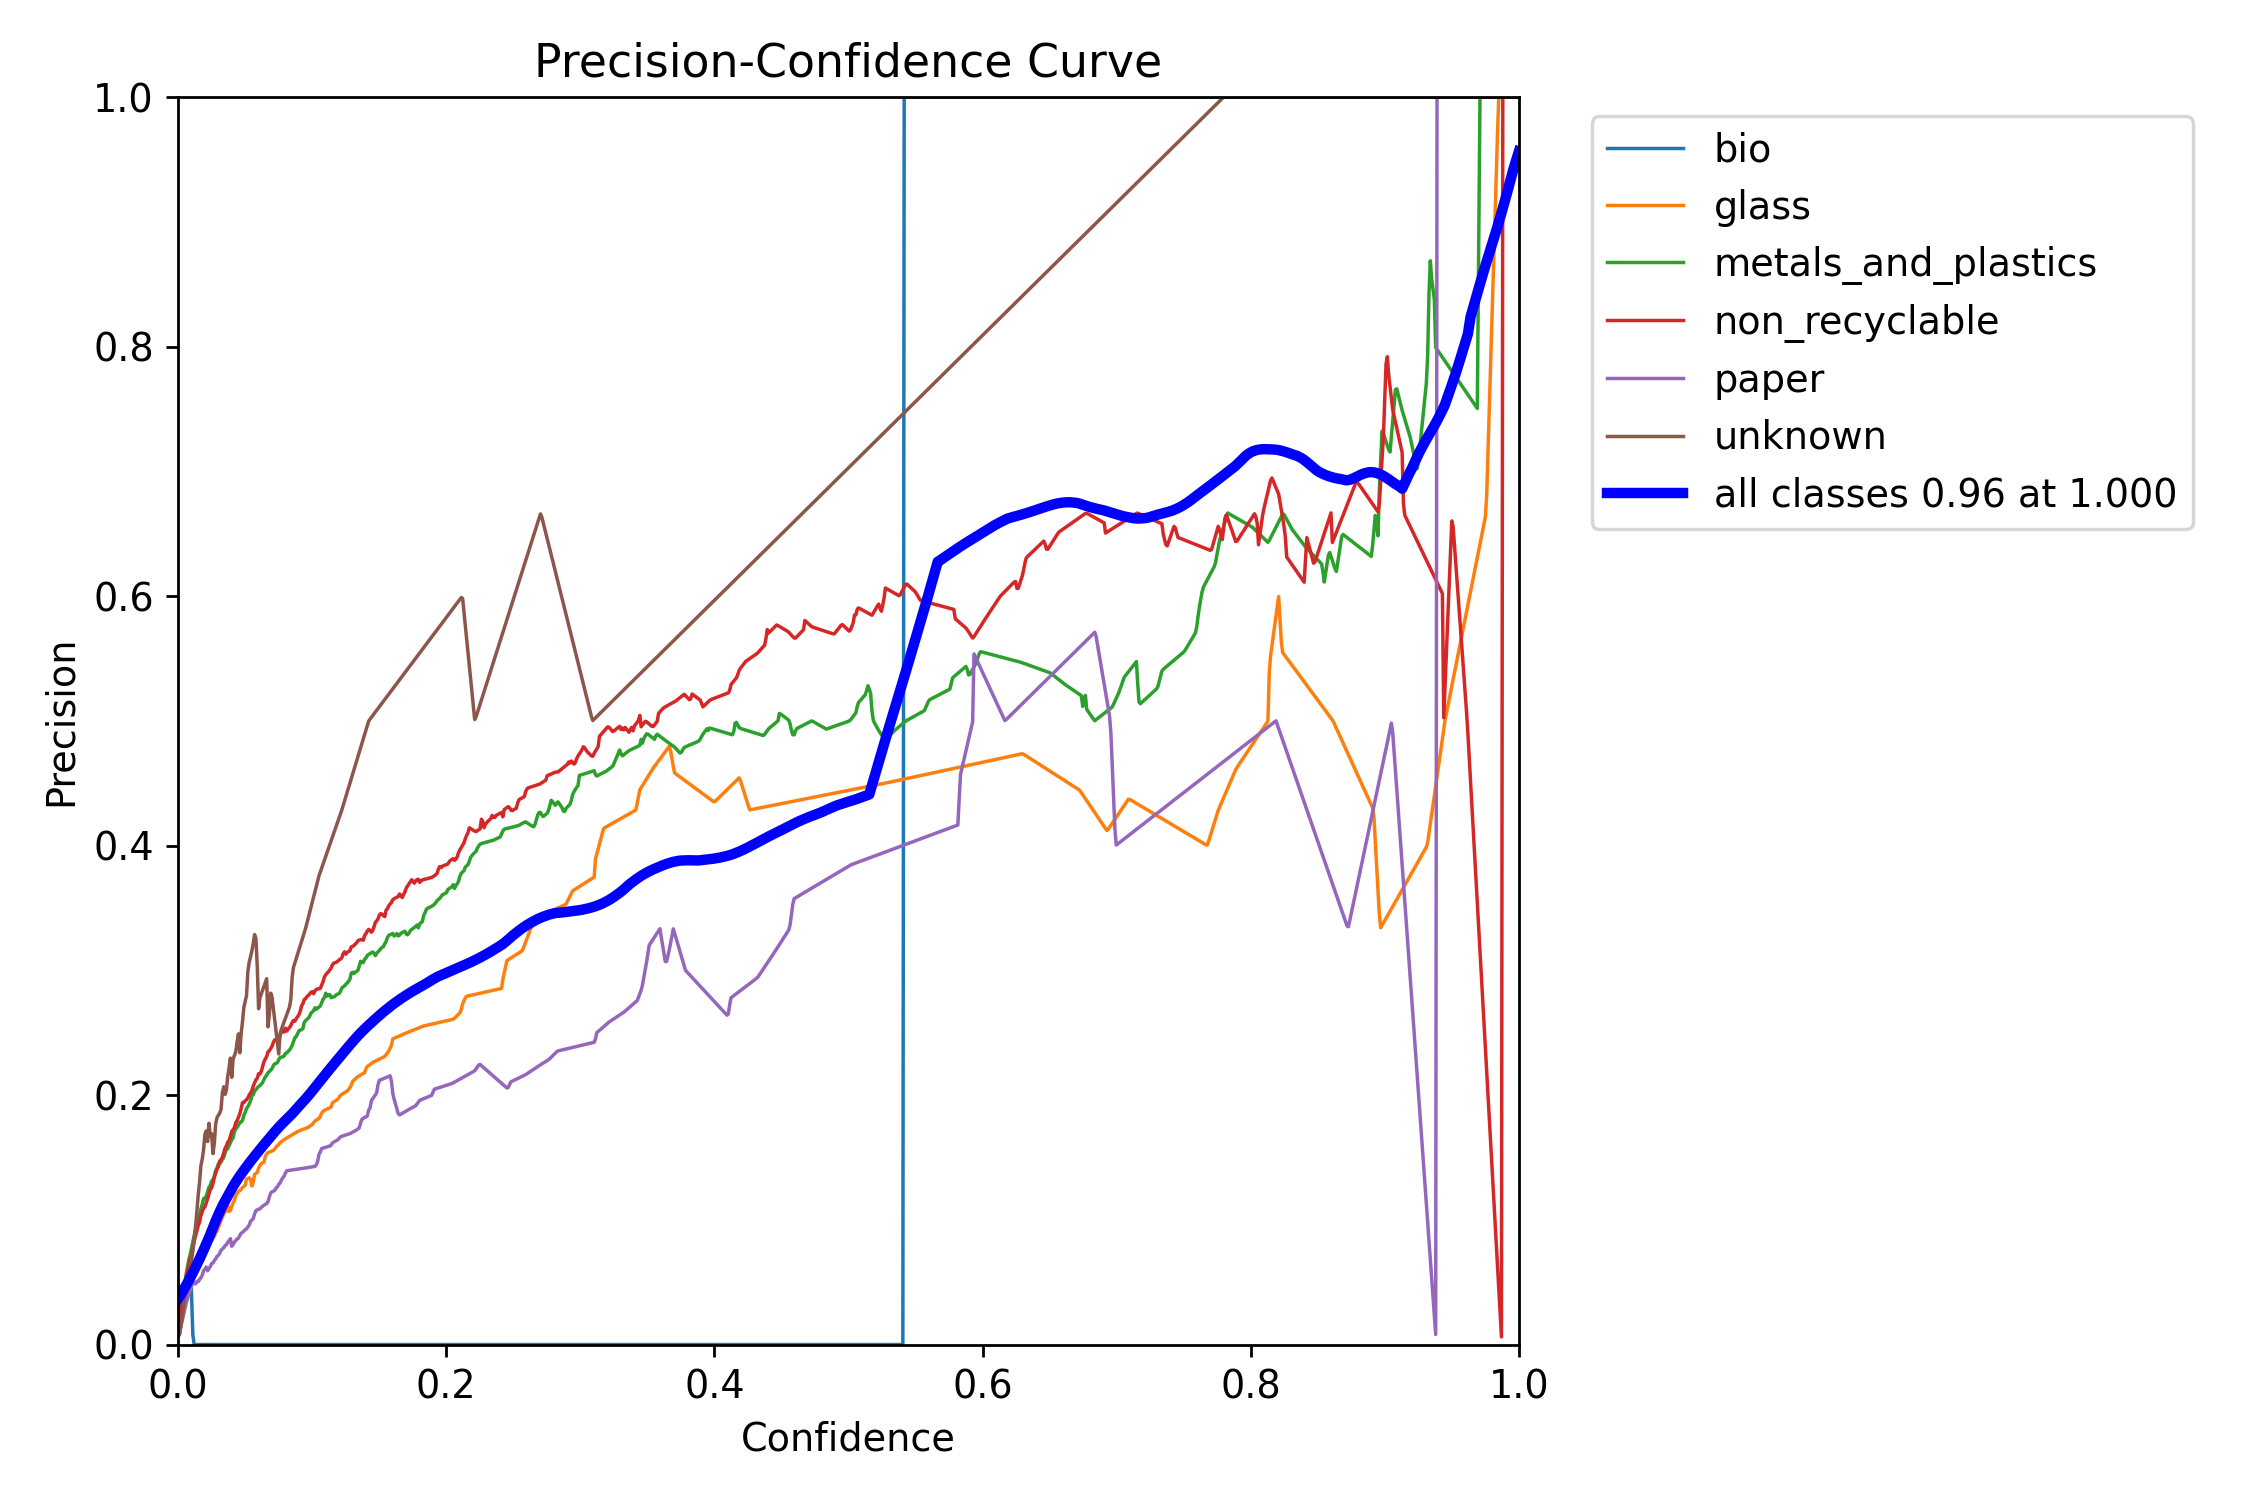 Precision-Confidence Curve
1.0
0.8
0.6
0.4
0.2
0.0
Precision
0.0 0.2 0.4 0.6 0.8 1.0
Confidence
bio
glass
metals_and_plastics
non_recyclable
paper
unknown
all classes 0.96 at 1.000